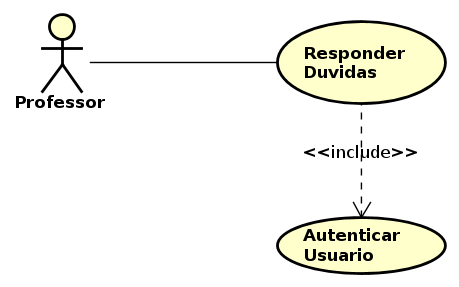 Responder
Duvidas
Professor
<<include>>
Autenticar
Usuario